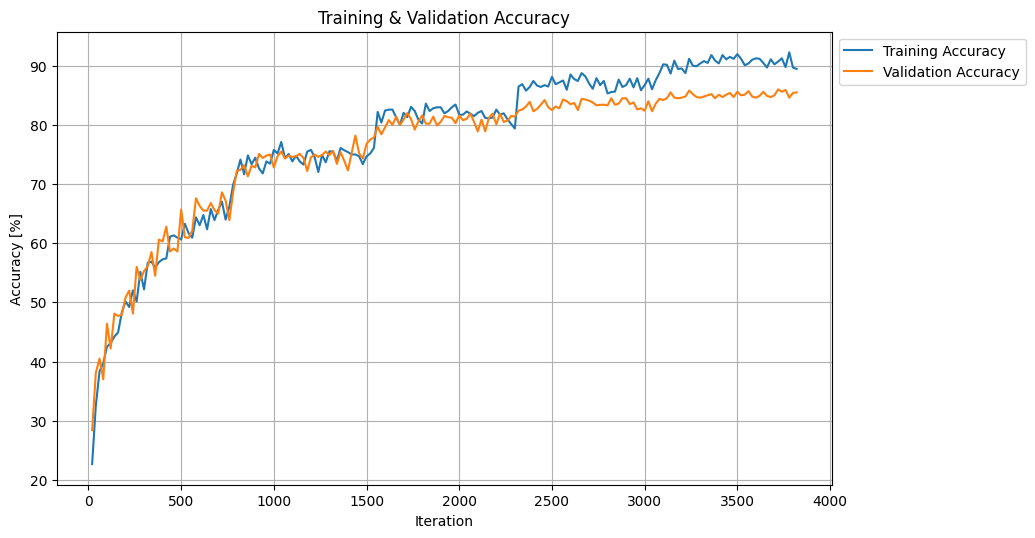 Training & Validation Accuracy
Training Accuracy
Validation Accuracy
Accuracy [%]
90
80
70
60
50
40
30
20
0 500 1000 1500 2000 2500 3000 3500 4000
Iteration